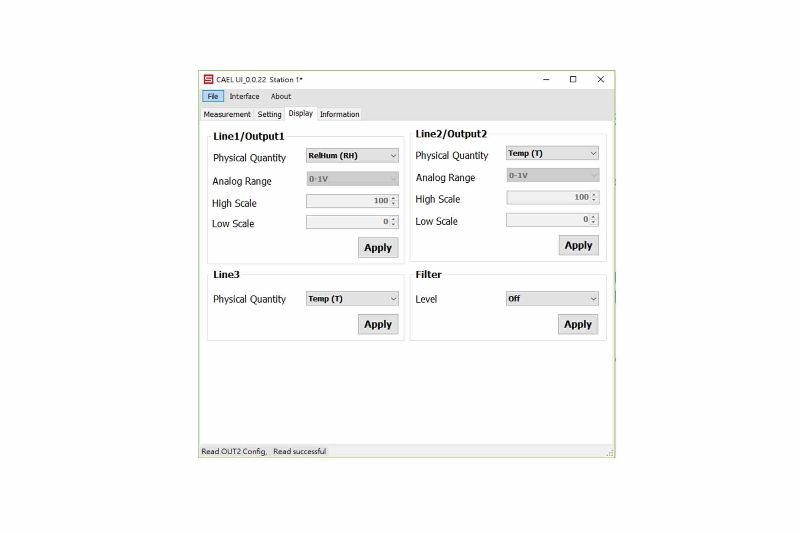 CAEL UI_0.0.22 Station 1*
File Interface About
Measurement Setting Display Information
Line1/Output1
Physical Quantity RelHum (RH)
Analog Range 0-1V
High Scale 100
Low Scale 0
Apply
Line2/Output2
Physical Quantity Temp (T)
Analog Range 0-1V
High Scale 100
Low Scale 0
Apply
Line3
Physical Quantity Temp (T)
Apply
Filter
Level Off
Apply
Read OUT2 Config, Read successful